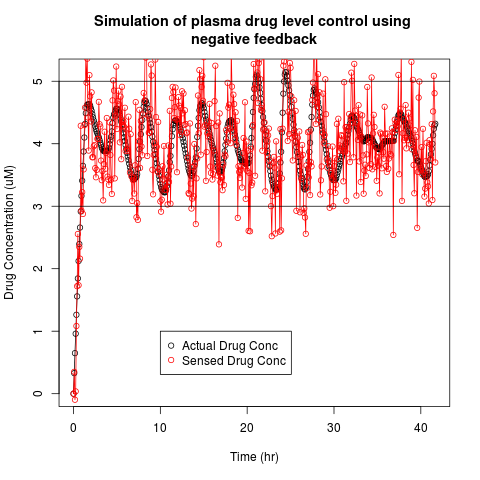 Simulation of plasma drug level control using
negative feedback
Drug Concentration (uM)
5
4
3
2
1
0
Actual Drug Conc
Sensed Drug Conc
0 10 20 30 40
Time (hr)